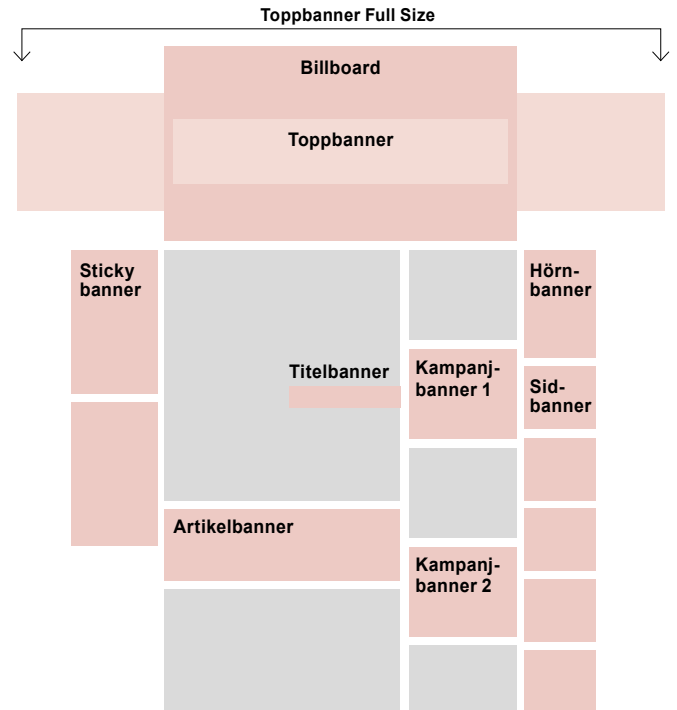 Toppbanner Full Size
Billboard
Toppbanner
Sticky
banner
Hörn-
banner
Titelbanner
Kampanj-
banner 1
Sid-
banner
Artikelbanner
Kampanj-
banner 2